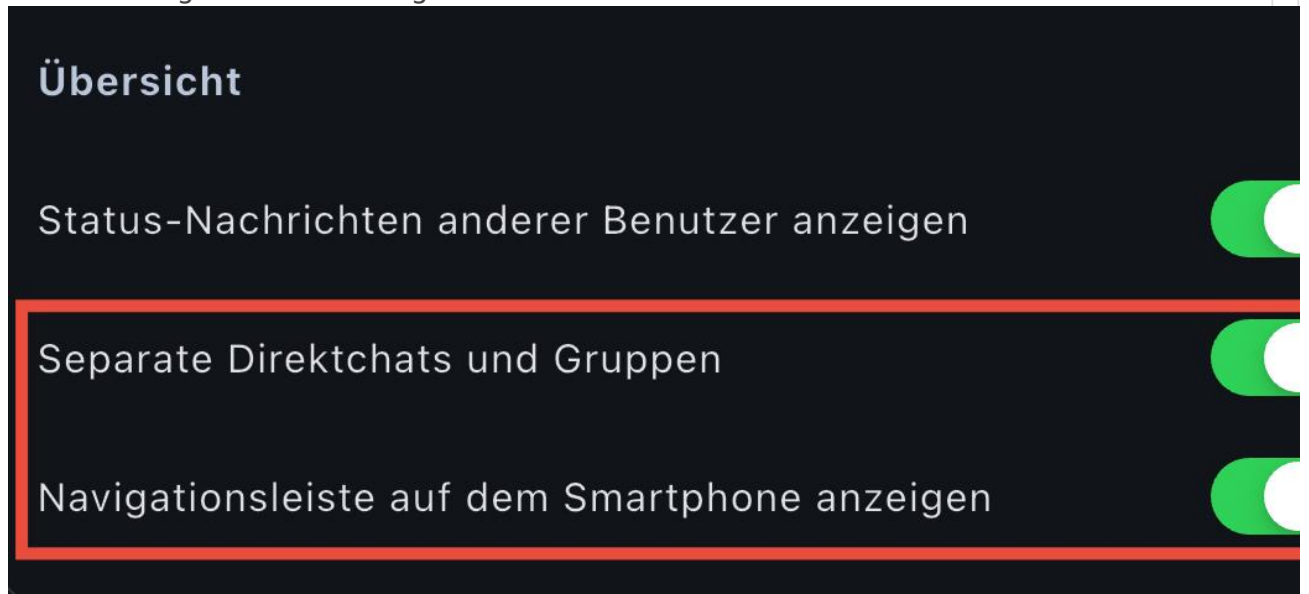 Übersicht
Status-Nachrichten anderer Benutzer anzeigen
Separate Direktchats und Gruppen
Navigationsleiste auf dem Smartphone anzeigen